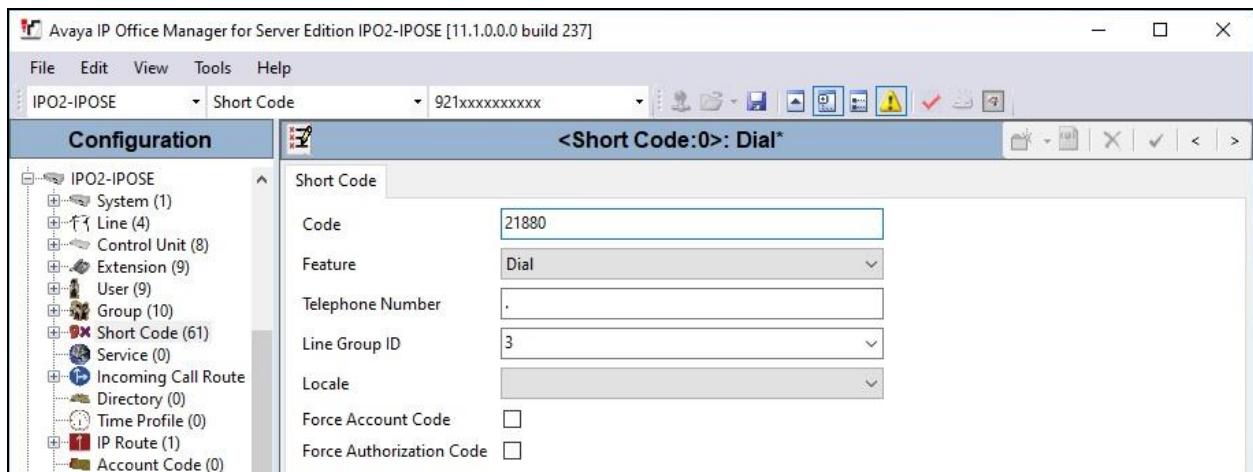 Avaya IP Office Manager for Server Edition IPO2-IPOSE [11.1.0.0.0 build 237]
File Edit View Tools Help
IPO2-IPOSE Short Code 921xxxxxxxxxx
Configuration
<Short Code:0>: Dial*
IPO2-IPOSE
System (1)
Line (4)
Control Unit (8)
Extension (9)
User (9)
Group (10)
Short Code (61)
Service (0)
Incoming Call Route
Directory (0)
Time Profile (0)
IP Route (1)
Account Code (0)
Short Code
Code 21880
Feature Dial
Telephone Number .
Line Group ID 3
Locale
Force Account Code
Force Authorization Code